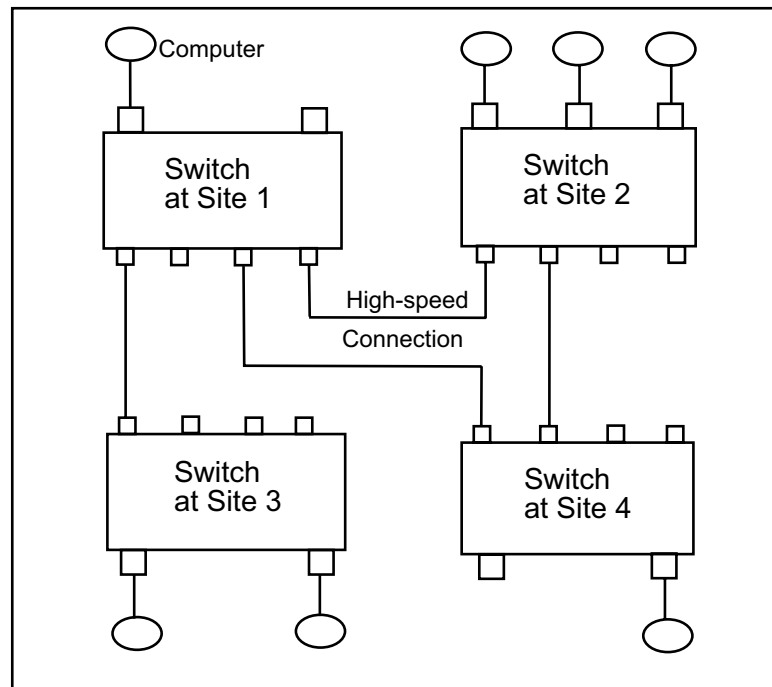 Computer
Switch
at Site 1
Switch
at Site 2
High-speed
Connection
Switch
at Site 3
Switch
at Site 4